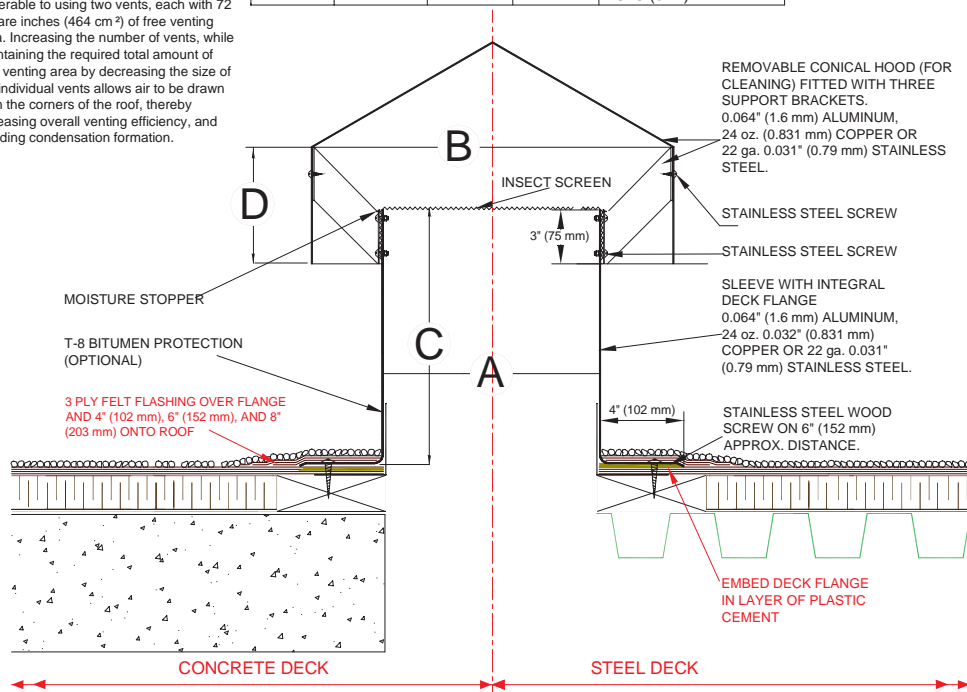 erable to using two vents, each with 72
are inches (464 cm²) of free venting
a. Increasing the number of vents, while
ntaining the required total amount of
venting area by decreasing the size of
individual vents allows air to be drawn
n the corners of the roof, thereby
easing overall venting efficiency, and
ding condensation formation.
REMOVABLE CONICAL HOOD (FOR
CLEANING) FITTED WITH THREE
SUPPORT BRACKETS.
0.064" (1.6 mm) ALUMINUM,
24 oz. (0.831 mm) COPPER OR
22 ga. 0.031" (0.79 mm) STAINLESS
STEEL.
B
D
INSECT SCREEN
STAINLESS STEEL SCREW
3" (75 mm)
STAINLESS STEEL SCREW
MOISTURE STOPPER
SLEEVE WITH INTEGRAL
DECK FLANGE
0.064" (1.6 mm) ALUMINUM,
24 oz. 0.032" (0.831 mm)
COPPER OR 22 ga. 0.031"
(0.79 mm) STAINLESS STEEL.
T-8 BITUMEN PROTECTION
(OPTIONAL)
C
A
3 PLY FELT FLASHING OVER FLANGE
AND 4" (102 mm), 6" (152 mm), AND 8"
(203 mm) ONTO ROOF
4" (102 mm)
STAINLESS STEEL WOOD
SCREW ON 6" (152 mm)
APPROX. DISTANCE.
EMBED DECK FLANGE
IN LAYER OF PLASTIC
CEMENT
CONCRETE DECK
STEEL DECK